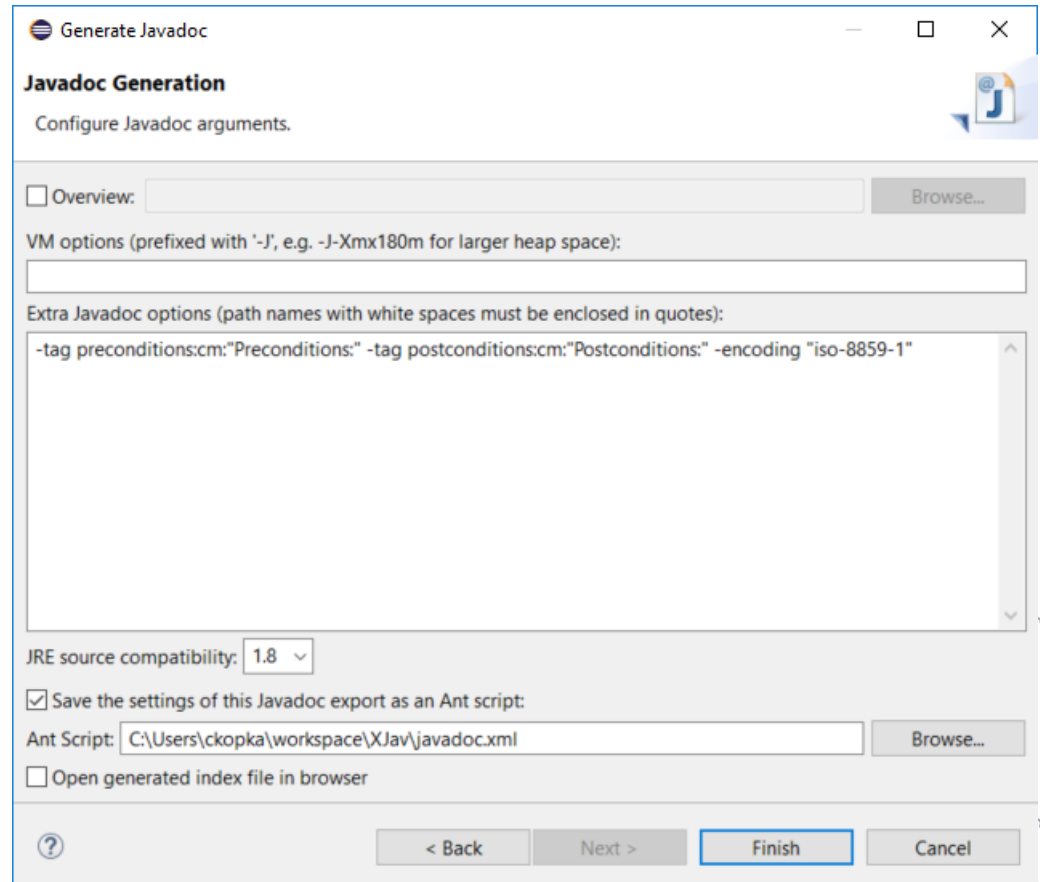 Generate Javadoc
Javadoc Generation
Configure Javadoc arguments.
@
J
Overview:
Browse...
VM options (prefixed with '-J', e.g. -J-Xmx180m for larger heap space):
Extra Javadoc options (path names with white spaces must be enclosed in quotes):
-tag preconditions:cm:"Preconditions:" -tag postconditions:cm:"Postconditions:" -encoding "iso-8859-1"
JRE source compatibility: 1.8
Save the settings of this Javadoc export as an Ant script:
Ant Script: C:\Users\ckopka\workspace\XJav\javadoc.xml Browse...
Open generated index file in browser
? < Back Next > Finish Cancel